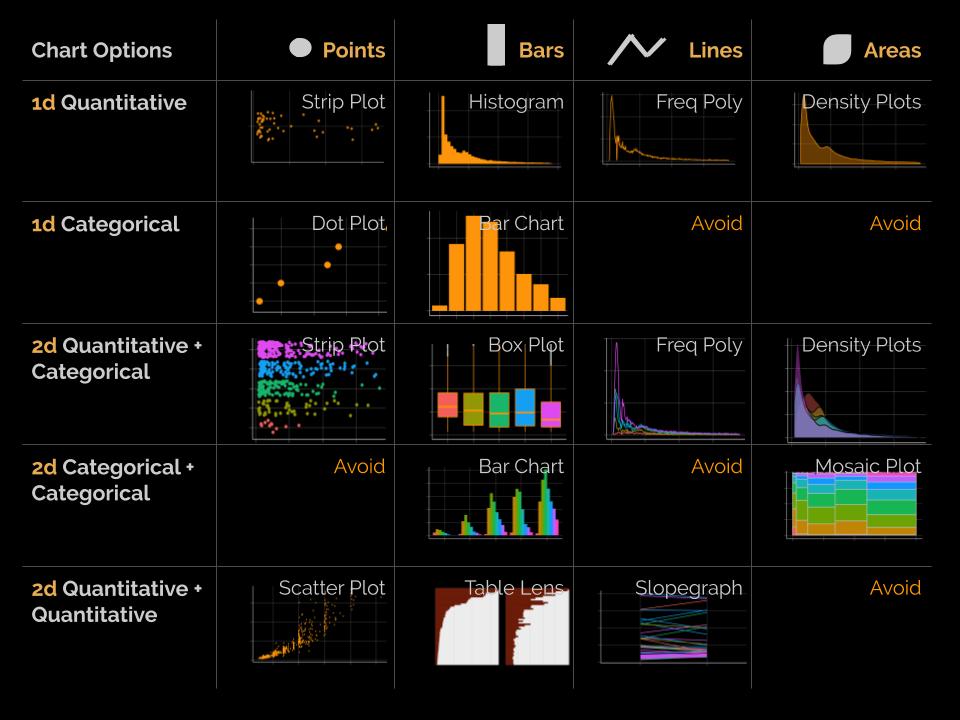 Chart Options
Points
Bars
Lines
Areas
1d Quantitative
Strip Plot
Histogram
Freq Poly
Density Plots
1d Categorical
Dot Plot
Bar Chart
Avoid
Avoid
2d Quantitative +
Categorical
Strip Plot
Box Plot
Freq Poly
Density Plots
2d Categorical +
Categorical
Avoid
Bar Chart
Avoid
Mosaic Plot
2d Quantitative +
Quantitative
Scatter Plot
Table Lens
Slopegraph
Avoid